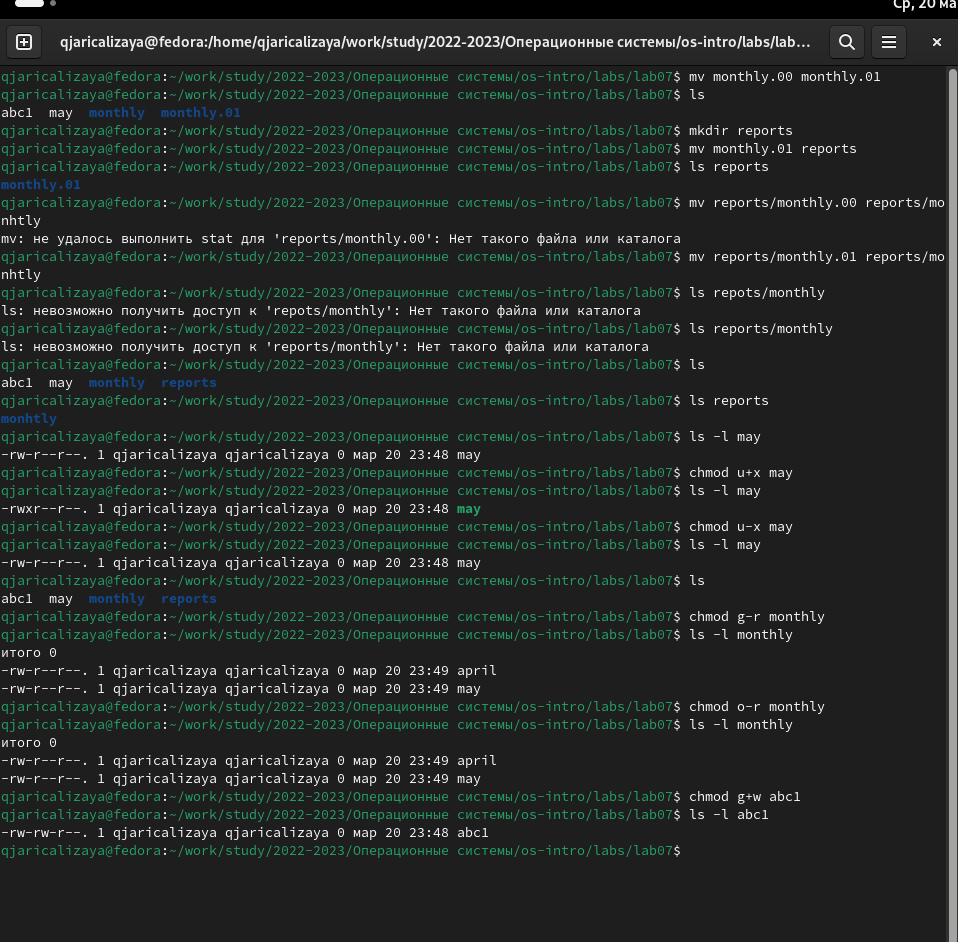 Ср, 20 ма
qjaricalizaya@fedora:/home/qjaricalizaya/work/study/2022-2023/Операционные системы/os-intro/labs/lab...
qjaricalizaya@fedora:~/work/study/2022-2023/Операционные системы/os-intro/labs/lab07$ mv monthly.00 monthly.01
qjaricalizaya@fedora:~/work/study/2022-2023/Операционные системы/os-intro/labs/lab07$ ls
abc1  may  monthly  monthly.01
qjaricalizaya@fedora:~/work/study/2022-2023/Операционные системы/os-intro/labs/lab07$ mkdir reports
qjaricalizaya@fedora:~/work/study/2022-2023/Операционные системы/os-intro/labs/lab07$ mv monthly.01 reports
qjaricalizaya@fedora:~/work/study/2022-2023/Операционные системы/os-intro/labs/lab07$ ls reports
monthly.01
qjaricalizaya@fedora:~/work/study/2022-2023/Операционные системы/os-intro/labs/lab07$ mv reports/monthly.00 reports/mo
nhtly
mv: не удалось выполнить stat для 'reports/monthly.00': Нет такого файла или каталога
qjaricalizaya@fedora:~/work/study/2022-2023/Операционные системы/os-intro/labs/lab07$ mv reports/monthly.01 reports/mo
nhtly
qjaricalizaya@fedora:~/work/study/2022-2023/Операционные системы/os-intro/labs/lab07$ ls repots/monthly
ls: невозможно получить доступ к 'repots/monthly': Нет такого файла или каталога
qjaricalizaya@fedora:~/work/study/2022-2023/Операционные системы/os-intro/labs/lab07$ ls reports/monthly
ls: невозможно получить доступ к 'reports/monthly': Нет такого файла или каталога
qjaricalizaya@fedora:~/work/study/2022-2023/Операционные системы/os-intro/labs/lab07$ ls
abc1  may  monthly  reports
qjaricalizaya@fedora:~/work/study/2022-2023/Операционные системы/os-intro/labs/lab07$ ls reports
monhtly
qjaricalizaya@fedora:~/work/study/2022-2023/Операционные системы/os-intro/labs/lab07$ ls -l may
-rw-r--r--. 1 qjaricalizaya qjaricalizaya 0 мар 20 23:48 may
qjaricalizaya@fedora:~/work/study/2022-2023/Операционные системы/os-intro/labs/lab07$ chmod u+x may
qjaricalizaya@fedora:~/work/study/2022-2023/Операционные системы/os-intro/labs/lab07$ ls -l may
-rwxr--r--. 1 qjaricalizaya qjaricalizaya 0 мар 20 23:48 may
qjaricalizaya@fedora:~/work/study/2022-2023/Операционные системы/os-intro/labs/lab07$ chmod u-x may
qjaricalizaya@fedora:~/work/study/2022-2023/Операционные системы/os-intro/labs/lab07$ ls -l may
-rw-r--r--. 1 qjaricalizaya qjaricalizaya 0 мар 20 23:48 may
qjaricalizaya@fedora:~/work/study/2022-2023/Операционные системы/os-intro/labs/lab07$ ls
abc1  may  monthly  reports
qjaricalizaya@fedora:~/work/study/2022-2023/Операционные системы/os-intro/labs/lab07$ chmod g-r monthly
qjaricalizaya@fedora:~/work/study/2022-2023/Операционные системы/os-intro/labs/lab07$ ls -l monthly
итого 0
-rw-r--r--. 1 qjaricalizaya qjaricalizaya 0 мар 20 23:49 april
-rw-r--r--. 1 qjaricalizaya qjaricalizaya 0 мар 20 23:49 may
qjaricalizaya@fedora:~/work/study/2022-2023/Операционные системы/os-intro/labs/lab07$ chmod o-r monthly
qjaricalizaya@fedora:~/work/study/2022-2023/Операционные системы/os-intro/labs/lab07$ ls -l monthly
итого 0
-rw-r--r--. 1 qjaricalizaya qjaricalizaya 0 мар 20 23:49 april
-rw-r--r--. 1 qjaricalizaya qjaricalizaya 0 мар 20 23:49 may
qjaricalizaya@fedora:~/work/study/2022-2023/Операционные системы/os-intro/labs/lab07$ chmod g+w abc1
qjaricalizaya@fedora:~/work/study/2022-2023/Операционные системы/os-intro/labs/lab07$ ls -l abc1
-rw-rw-r--. 1 qjaricalizaya qjaricalizaya 0 мар 20 23:48 abc1
qjaricalizaya@fedora:~/work/study/2022-2023/Операционные системы/os-intro/labs/lab07$